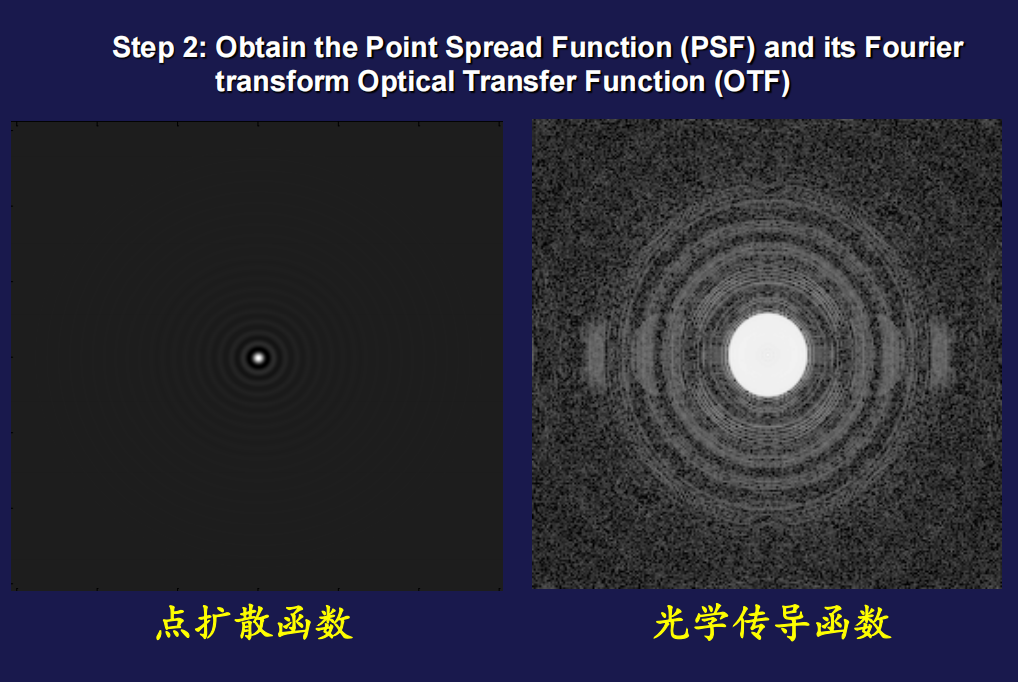 Step 2: Obtain the Point Spread Function (PSF) and its Fourier
transform Optical Transfer Function (OTF)
点扩散函数
光学传导函数